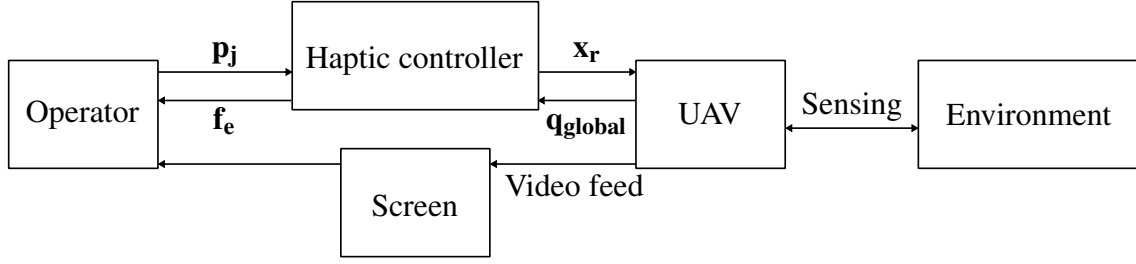 p_j
Haptic controller
x_r
Operator
f_e
q_global
UAV
Sensing
Environment
Screen
Video feed